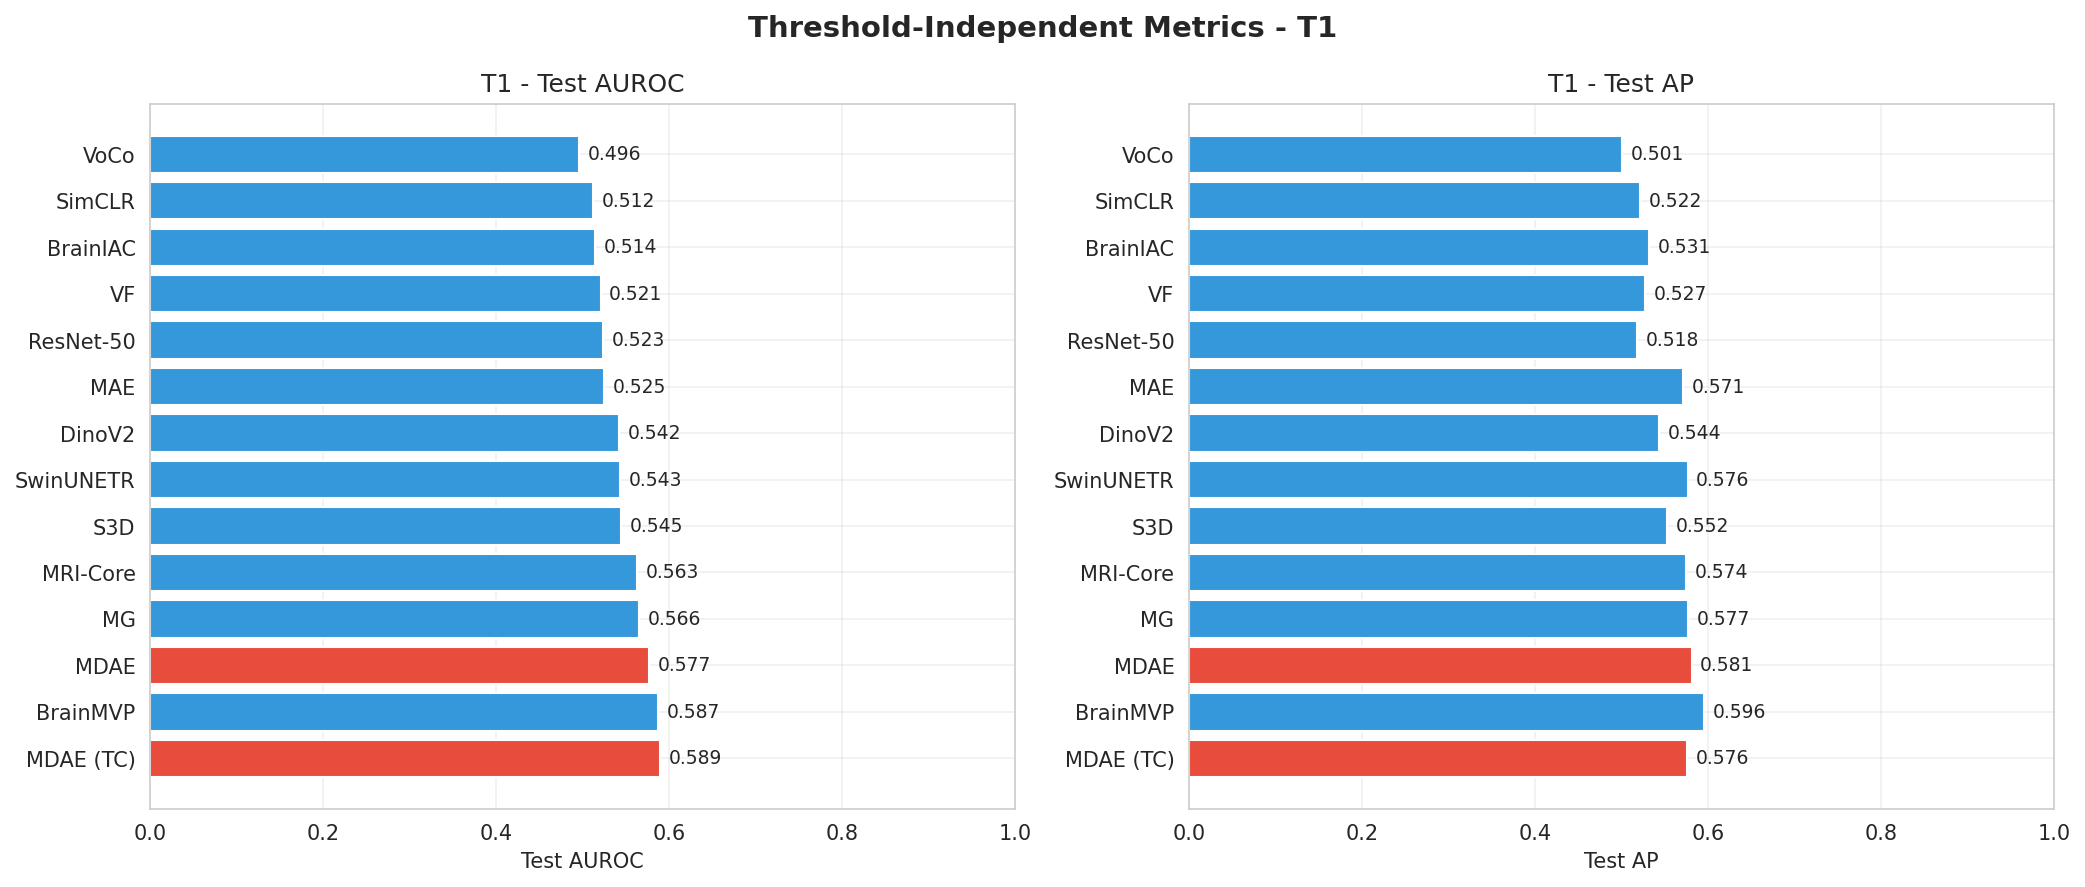 Threshold-Independent Metrics - T1
T1 - Test AUROC
VoCo 0.496
SimCLR 0.512
BrainIAC 0.514
VF 0.521
ResNet-50 0.523
MAE 0.525
DinoV2 0.542
SwinUNETR 0.543
S3D 0.545
MRI-Core 0.563
MG 0.566
MDAE 0.577
BrainMVP 0.587
MDAE (TC) 0.589
0.0 0.2 0.4 0.6 0.8 1.0
Test AUROC
T1 - Test AP
VoCo 0.501
SimCLR 0.522
BrainIAC 0.531
VF 0.527
ResNet-50 0.518
MAE 0.571
DinoV2 0.544
SwinUNETR 0.576
S3D 0.552
MRI-Core 0.574
MG 0.577
MDAE 0.581
BrainMVP 0.596
MDAE (TC) 0.576
0.0 0.2 0.4 0.6 0.8 1.0
Test AP